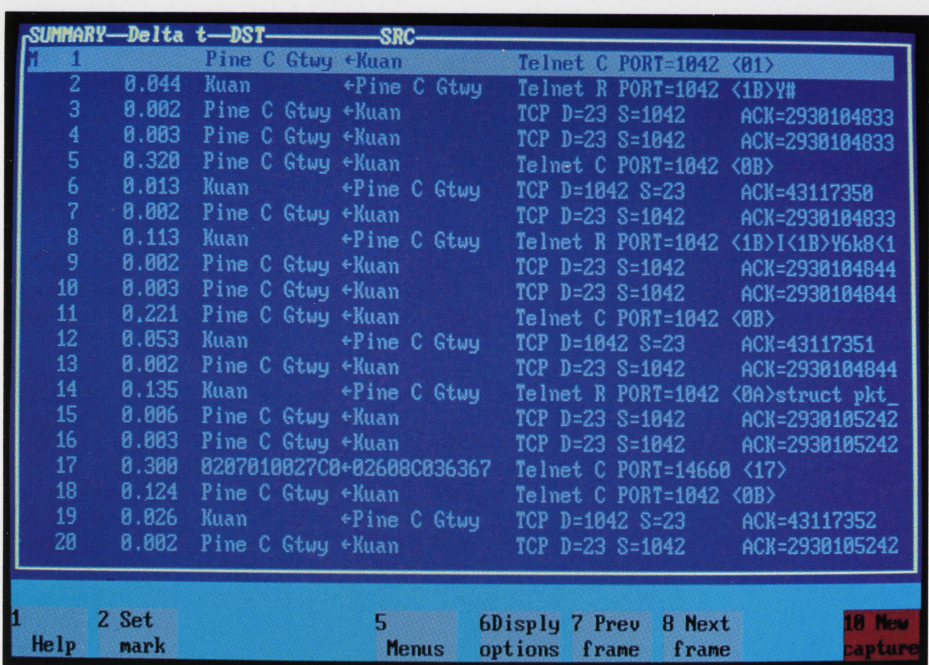 SUMMARY—Delta t—DST—SRC
M 1 Pine C Gtwy ←Kuan Telnet C PORT=1042 <01>
2 0.044 Kuan ←Pine C Gtwy Telnet R PORT=1042 <1B>Y#
3 0.002 Pine C Gtwy ←Kuan TCP D=23 S=1042 ACK=2930104833
4 0.003 Pine C Gtwy ←Kuan TCP D=23 S=1042 ACK=2930104833
5 0.320 Pine C Gtwy ←Kuan Telnet C PORT=1042 <0B>
6 0.013 Kuan ←Pine C Gtwy TCP D=1042 S=23 ACK=43117350
7 0.002 Pine C Gtwy ←Kuan TCP D=23 S=1042 ACK=2930104833
8 0.113 Kuan ←Pine C Gtwy Telnet R PORT=1042 <1B>I<1B>Y6k8<1
9 0.002 Pine C Gtwy ←Kuan TCP D=23 S=1042 ACK=2930104844
10 0.003 Pine C Gtwy ←Kuan TCP D=23 S=1042 ACK=2930104844
11 0.221 Pine C Gtwy ←Kuan Telnet C PORT=1042 <0B>
12 0.053 Kuan ←Pine C Gtwy TCP D=1042 S=23 ACK=43117351
13 0.002 Pine C Gtwy ←Kuan TCP D=23 S=1042 ACK=2930104844
14 0.135 Kuan ←Pine C Gtwy Telnet R PORT=1042 <0A>struct pkt_
15 0.006 Pine C Gtwy ←Kuan TCP D=23 S=1042 ACK=2930105242
16 0.003 Pine C Gtwy ←Kuan TCP D=23 S=1042 ACK=2930105242
17 0.300 0207010027C0←02608C036367 Telnet C PORT=14660 <17>
18 0.124 Pine C Gtwy ←Kuan Telnet C PORT=1042 <0B>
19 0.026 Kuan ←Pine C Gtwy TCP D=1042 S=23 ACK=43117352
20 0.002 Pine C Gtwy ←Kuan TCP D=23 S=1042 ACK=2930105242
1 2 Set 5 6Disply 7 Prev 8 Next 10 New
Help mark Menus options frame frame capture